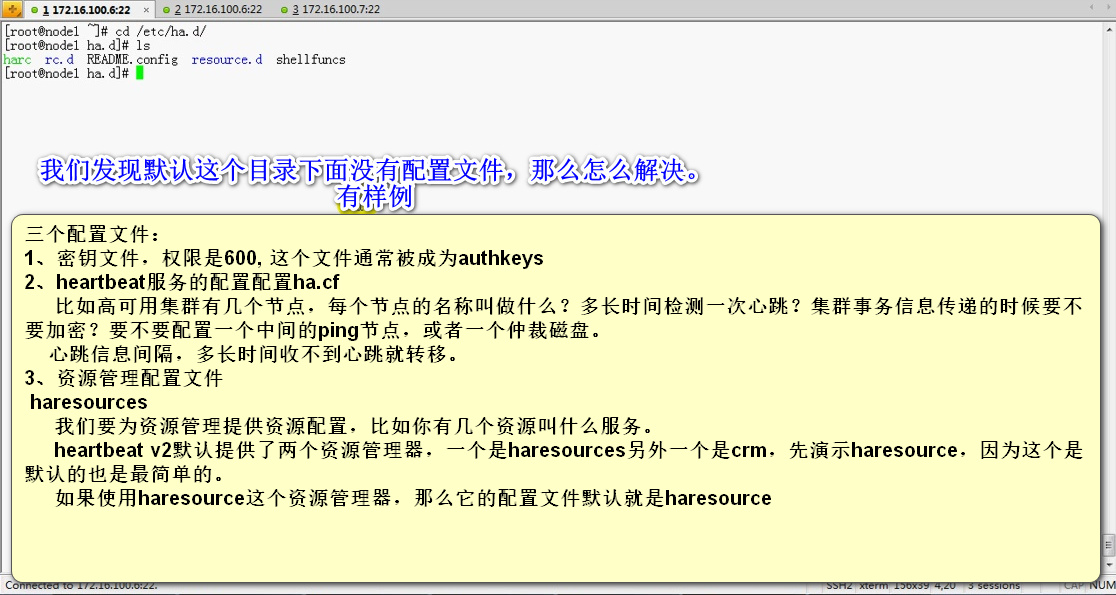 1 172.16.100.6:22 × 2 172.16.100.6:22 3 172.16.100.7:22
[root@node1 ~]# cd /etc/ha.d/
[root@node1 ha.d]# ls
harc rc.d README.config resource.d shellfuncs
[root@node1 ha.d]#
我们发现默认这个目录下面没有配置文件，那么怎么解决。
有样例
三个配置文件：
1、密钥文件，权限是600, 这个文件通常被成为authkeys
2、heartbeat服务的配置配置ha.cf
比如高可用集群有几个节点，每个节点的名称叫做什么？多长时间检测一次心跳？集群事务信息传递的时候要不
要加密？要不要配置一个中间的ping节点，或者一个仲裁磁盘。
心跳信息间隔，多长时间收不到心跳就转移。
3、资源管理配置文件
haresources
我们要为资源管理提供资源配置，比如你有几个资源叫什么服务。
heartbeat v2默认提供了两个资源管理器，一个是haresources另外一个是crm，先演示haresource，因为这个是
默认的也是最简单的。
如果使用haresource这个资源管理器，那么它的配置文件默认就是haresource
Connected to 172.16.100.6:22. SSH2 xterm 156x39 4,20 3 sessions CAP NUM